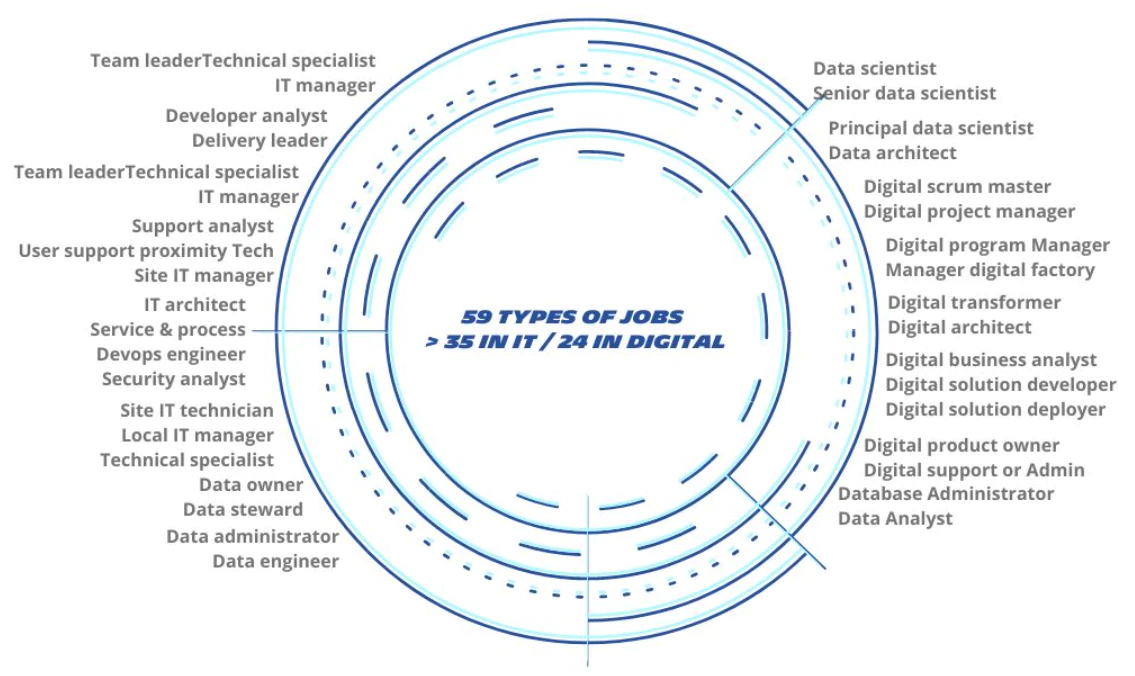 Team leaderTechnical specialist
IT manager
Developer analyst
Delivery leader
Team leaderTechnical specialist
IT manager
Support analyst
User support proximity Tech
Site IT manager
IT architect
Service & process
Devops engineer
Security analyst
Site IT technician
Local IT manager
Technical specialist
Data owner
Data steward
Data administrator
Data engineer
59 TYPES OF JOBS
> 35 IN IT / 24 IN DIGITAL
Data scientist
Senior data scientist
Principal data scientist
Data architect
Digital scrum master
Digital project manager
Digital program Manager
Manager digital factory
Digital transformer
Digital architect
Digital business analyst
Digital solution developer
Digital solution deployer
Digital product owner
Digital support or Admin
Database Administrator
Data Analyst